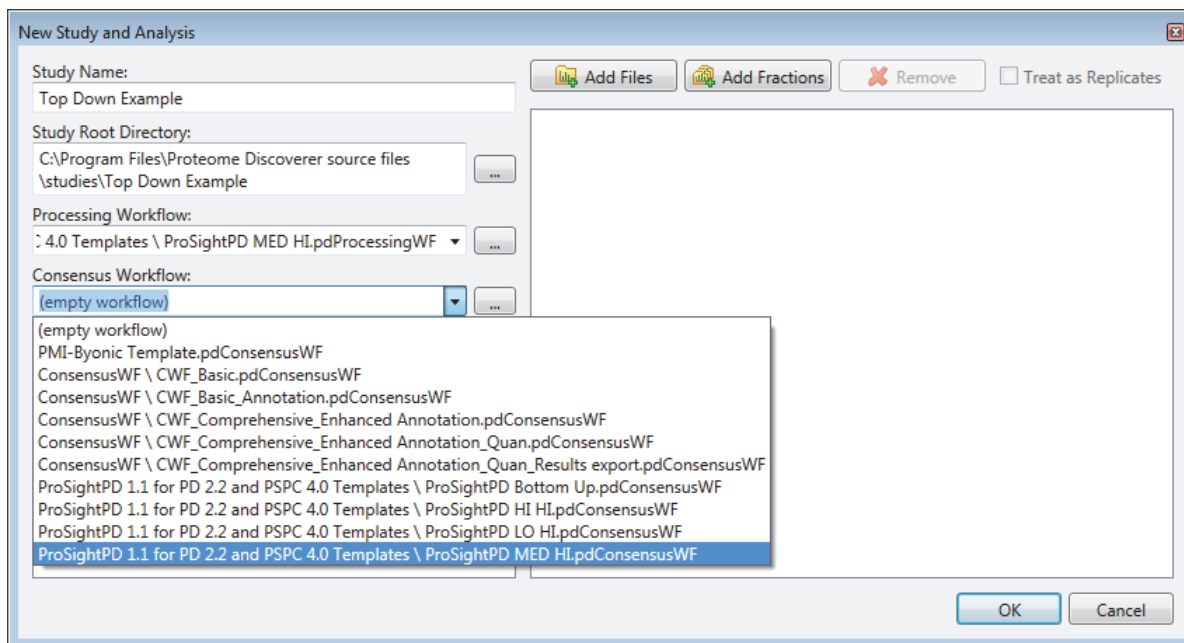 New Study and Analysis
Study Name:
Top Down Example
Study Root Directory:
C:\Program Files\Proteome Discoverer source files
\studies\Top Down Example
...
Processing Workflow:
4.0 Templates \ ProSightPD MED HI.pdProcessingWF
...
Consensus Workflow:
(empty workflow)
...
(empty workflow)
PMI-Byonic Template.pdConsensusWF
ConsensusWF \ CWF_Basic.pdConsensusWF
ConsensusWF \ CWF_Basic_Annotation.pdConsensusWF
ConsensusWF \ CWF_Comprehensive_Enhanced Annotation.pdConsensusWF
ConsensusWF \ CWF_Comprehensive_Enhanced Annotation_Quan.pdConsensusWF
ConsensusWF \ CWF_Comprehensive_Enhanced Annotation_Quan_Results export.pdConsensusWF
ProSightPD 1.1 for PD 2.2 and PSPC 4.0 Templates \ ProSightPD Bottom Up.pdConsensusWF
ProSightPD 1.1 for PD 2.2 and PSPC 4.0 Templates \ ProSightPD HI HI.pdConsensusWF
ProSightPD 1.1 for PD 2.2 and PSPC 4.0 Templates \ ProSightPD LO HI.pdConsensusWF
ProSightPD 1.1 for PD 2.2 and PSPC 4.0 Templates \ ProSightPD MED HI.pdConsensusWF
Add Files
Add Fractions
Remove
Treat as Replicates
OK
Cancel